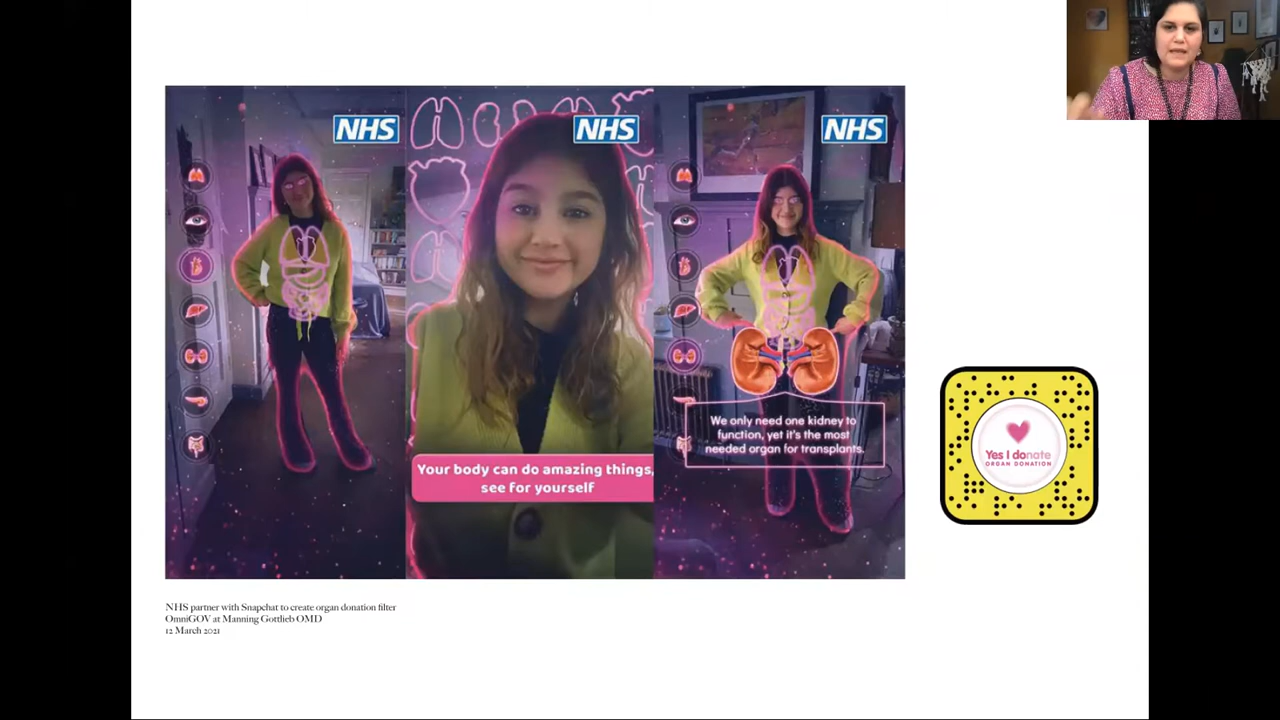 NHS
NHS
NHS
Your body can do amazing things,
see for yourself
We only need one kidney to
function, yet it's the most
needed organ for transplants.
Yes I donate
ORGAN DONATION
NHS partner with Snapchat to create organ donation filter
OmniGOV at Manning Gottlieb OMD
12 March 2021